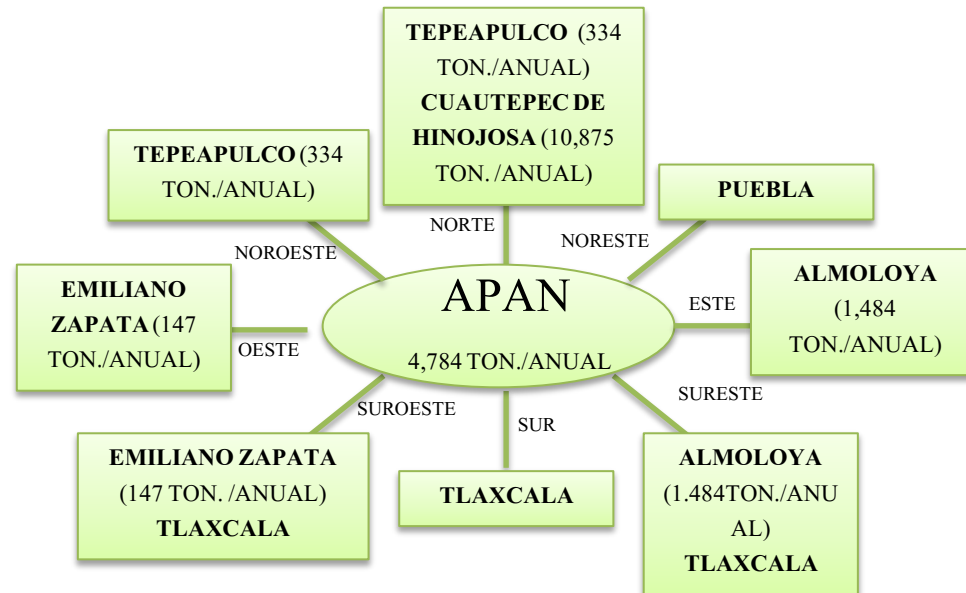 TEPEAPULCO (334
TON./ANUAL)
CUAUTEPEC DE
HINOJOSA (10,875
TON. /ANUAL)
TEPEAPULCO (334
TON./ANUAL)
PUEBLA
NORTE
NOROESTE
NORESTE
EMILIANO
ZAPATA (147
TON./ANUAL)
OESTE
APAN
4,784 TON./ANUAL
ESTE
ALMOLOYA
(1,484
TON./ANUAL)
SUROESTE
SUR
SURESTE
EMILIANO ZAPATA
(147 TON. /ANUAL)
TLAXCALA
TLAXCALA
ALMOLOYA
(1.484TON./ANU
AL)
TLAXCALA